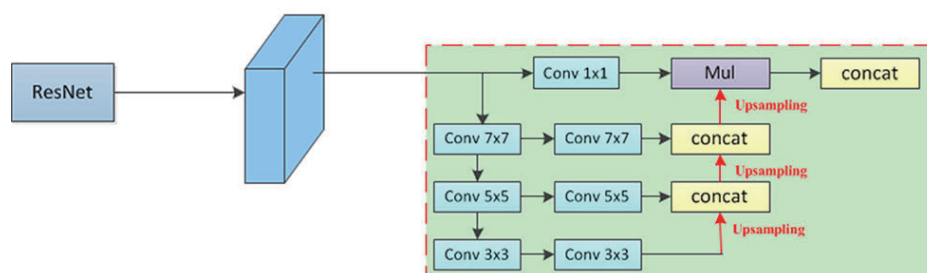 ResNet
Conv 1x1
Mul
concat
Upsampling
Conv 7x7
Conv 7x7
concat
Upsampling
Conv 5x5
Conv 5x5
concat
Upsampling
Conv 3x3
Conv 3x3